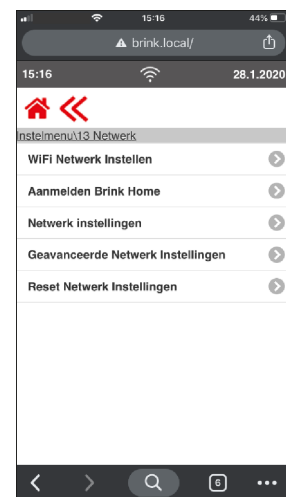 15:16
44%
brink.local/
15:16
28.1.2020
Instelmenu\13 Netwerk
WiFi Netwerk Instellen
Aanmelden Brink Home
Netwerk instellingen
Geavanceerde Netwerk Instellingen
Reset Netwerk Instellingen
6